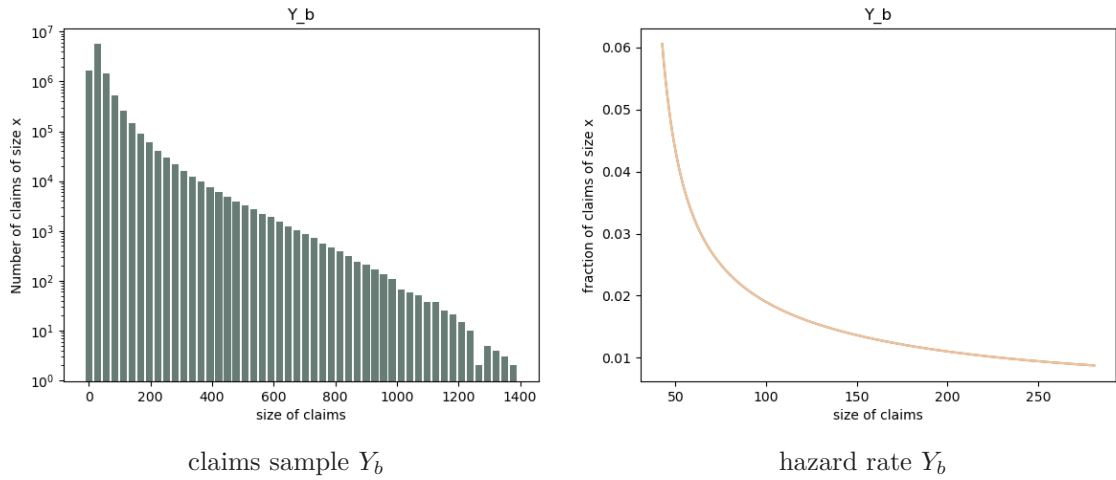 Y_b
Number of claims of size x
10^7
10^6
10^5
10^4
10^3
10^2
10^1
10^0
0 200 400 600 800 1000 1200 1400
size of claims
claims sample Y_b
Y_b
fraction of claims of size x
0.06
0.05
0.04
0.03
0.02
0.01
50 100 150 200 250
size of claims
hazard rate Y_b